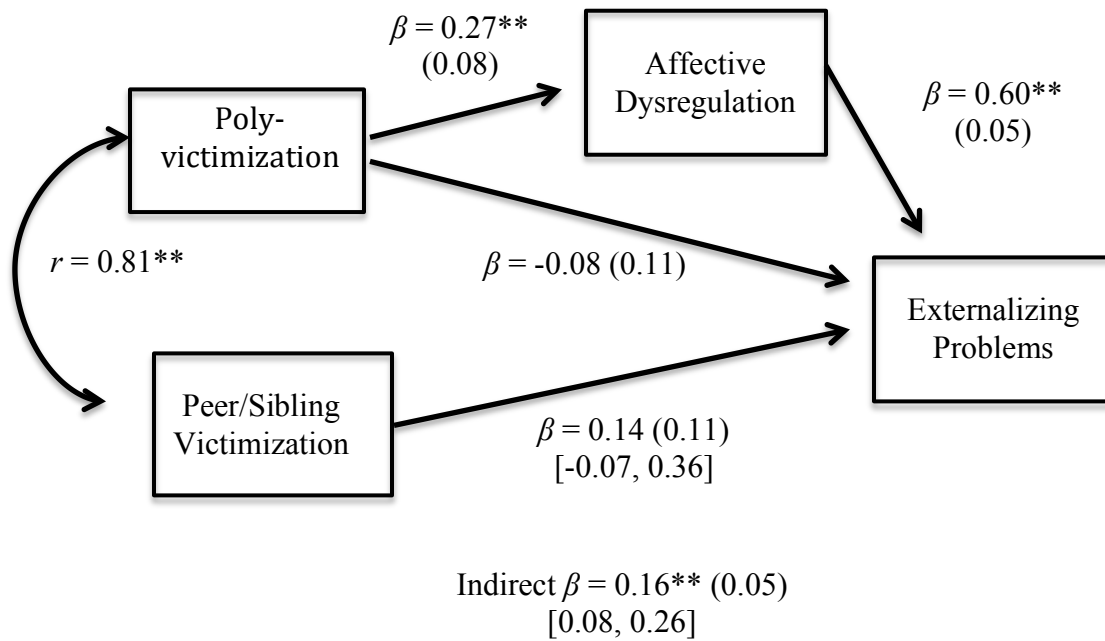 β = 0.27**
(0.08)
Affective
Dysregulation
β = 0.60**
(0.05)
Poly-
victimization
r = 0.81**
β = -0.08 (0.11)
Externalizing
Problems
Peer/Sibling
Victimization
β = 0.14 (0.11)
[-0.07, 0.36]
Indirect β = 0.16** (0.05)
[0.08, 0.26]